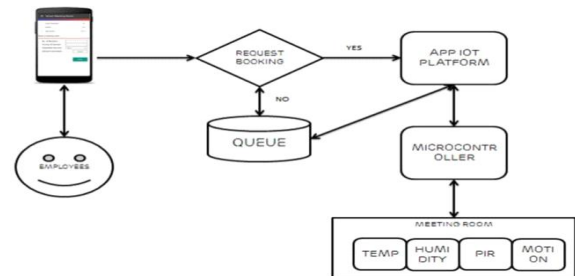 REQUEST
BOOKING
YES
APP IOT
PLATFORM
NO
QUEUE
EMPLOYEES
MICROCONTR
OLLER
MEETING ROOM
TEMP
HUMI
DITY
PIR
MOTI
ON